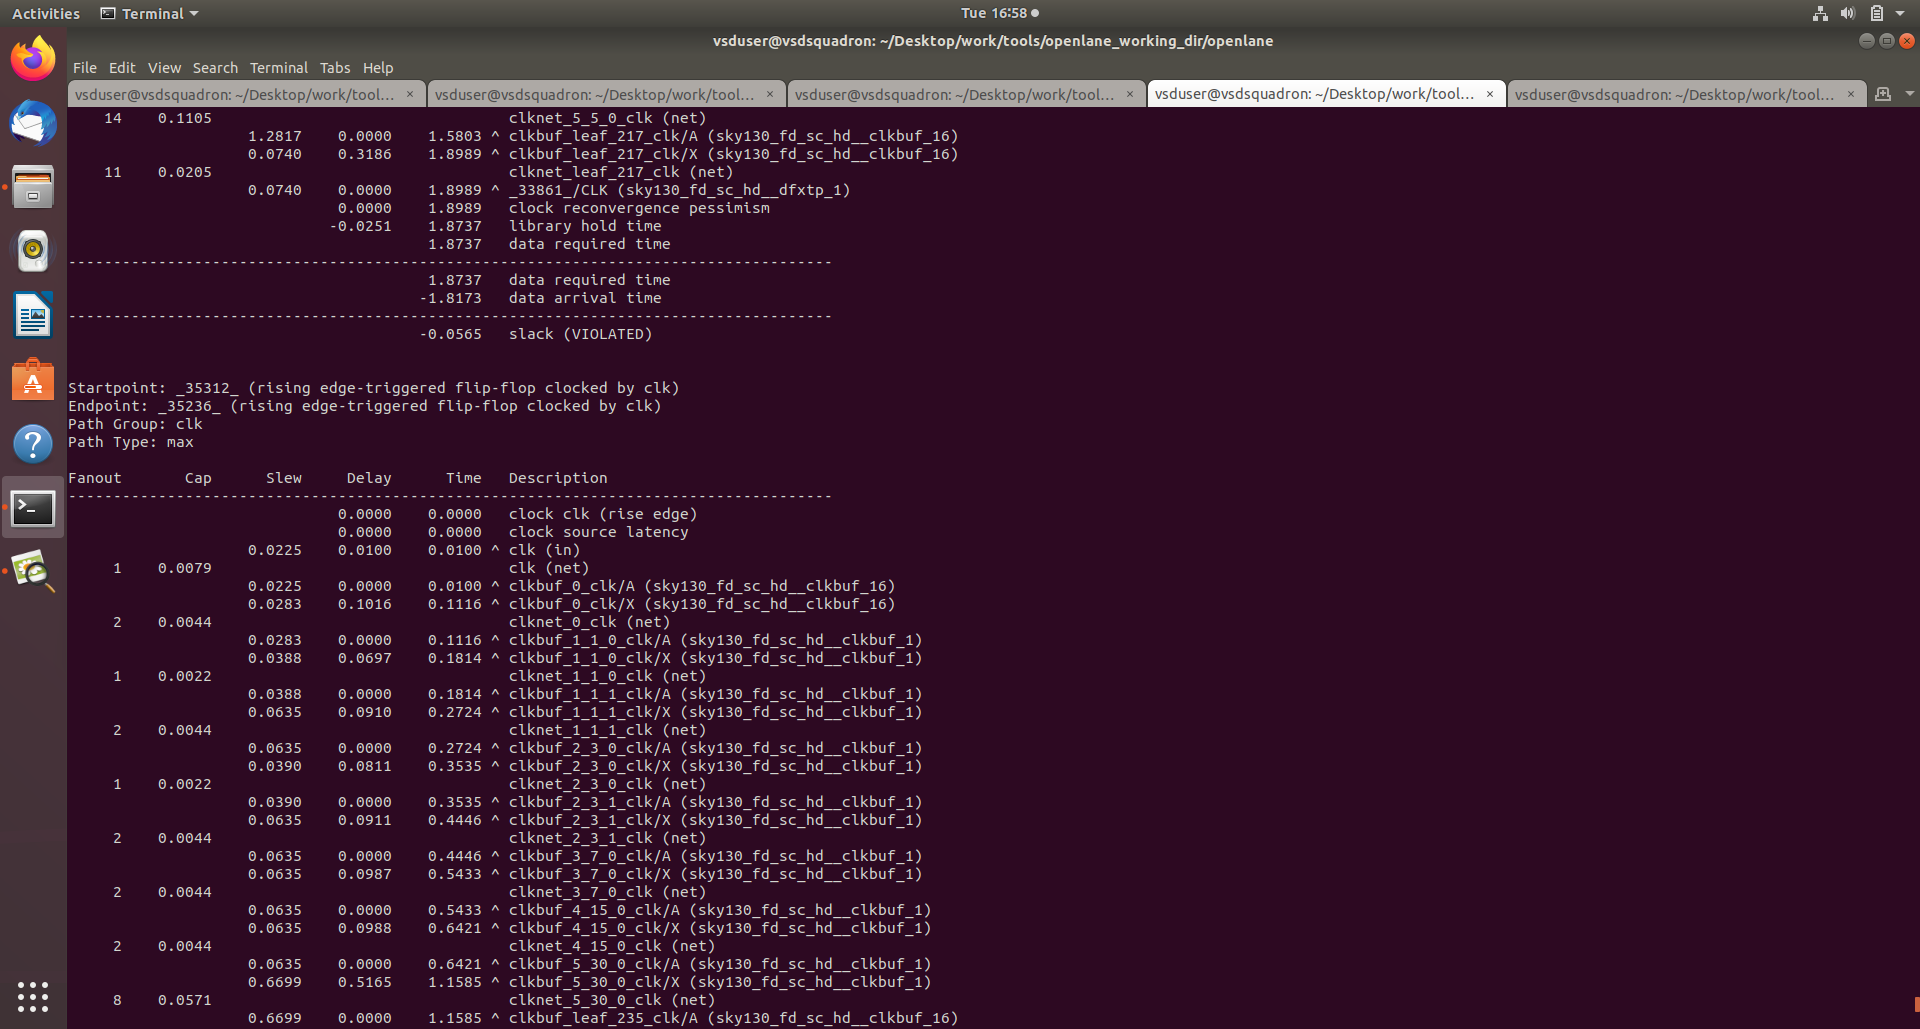 Activities Terminal Tue 16:58
vsduser@vsdsquadron: ~/Desktop/work/tools/openlane_working_dir/openlane
File Edit View Search Terminal Tabs Help
vsduser@vsdsquadron: ~/Desktop/work/tool... × vsduser@vsdsquadron: ~/Desktop/work/tool... × vsduser@vsdsquadron: ~/Desktop/work/tool... × vsduser@vsdsquadron: ~/Desktop/work/tool... × vsduser@vsdsquadron: ~/Desktop/work/tool... ×
14 0.1105 clknet_5_5_0_clk (net)
1.2817 0.0000 1.5803 ^ clkbuf_leaf_217_clk/A (sky130_fd_sc_hd__clkbuf_16)
0.0740 0.3186 1.8989 ^ clkbuf_leaf_217_clk/X (sky130_fd_sc_hd__clkbuf_16)
11 0.0205 clknet_leaf_217_clk (net)
0.0740 0.0000 1.8989 ^ _33861_/CLK (sky130_fd_sc_hd__dfxtp_1)
0.0000 1.8989 clock reconvergence pessimism
-0.0251 1.8737 library hold time
1.8737 data required time
-------------------------------------------------------------------------------------
1.8737 data required time
-1.8173 data arrival time
-------------------------------------------------------------------------------------
-0.0565 slack (VIOLATED)
Startpoint: _35312_ (rising edge-triggered flip-flop clocked by clk)
Endpoint: _35236_ (rising edge-triggered flip-flop clocked by clk)
Path Group: clk
Path Type: max
Fanout Cap Slew Delay Time Description
-------------------------------------------------------------------------------------
0.0000 0.0000 clock clk (rise edge)
0.0000 0.0000 clock source latency
0.0225 0.0100 0.0100 ^ clk (in)
1 0.0079 clk (net)
0.0225 0.0000 0.0100 ^ clkbuf_0_clk/A (sky130_fd_sc_hd__clkbuf_16)
0.0283 0.1016 0.1116 ^ clkbuf_0_clk/X (sky130_fd_sc_hd__clkbuf_16)
2 0.0044 clknet_0_clk (net)
0.0283 0.0000 0.1116 ^ clkbuf_1_1_0_clk/A (sky130_fd_sc_hd__clkbuf_1)
0.0388 0.0697 0.1814 ^ clkbuf_1_1_0_clk/X (sky130_fd_sc_hd__clkbuf_1)
1 0.0022 clknet_1_1_0_clk (net)
0.0388 0.0000 0.1814 ^ clkbuf_1_1_1_clk/A (sky130_fd_sc_hd__clkbuf_1)
0.0635 0.0910 0.2724 ^ clkbuf_1_1_1_clk/X (sky130_fd_sc_hd__clkbuf_1)
2 0.0044 clknet_1_1_1_clk (net)
0.0635 0.0000 0.2724 ^ clkbuf_2_3_0_clk/A (sky130_fd_sc_hd__clkbuf_1)
0.0390 0.0811 0.3535 ^ clkbuf_2_3_0_clk/X (sky130_fd_sc_hd__clkbuf_1)
1 0.0022 clknet_2_3_0_clk (net)
0.0390 0.0000 0.3535 ^ clkbuf_2_3_1_clk/A (sky130_fd_sc_hd__clkbuf_1)
0.0635 0.0911 0.4446 ^ clkbuf_2_3_1_clk/X (sky130_fd_sc_hd__clkbuf_1)
2 0.0044 clknet_2_3_1_clk (net)
0.0635 0.0000 0.4446 ^ clkbuf_3_7_0_clk/A (sky130_fd_sc_hd__clkbuf_1)
0.0635 0.0987 0.5433 ^ clkbuf_3_7_0_clk/X (sky130_fd_sc_hd__clkbuf_1)
2 0.0044 clknet_3_7_0_clk (net)
0.0635 0.0000 0.5433 ^ clkbuf_4_15_0_clk/A (sky130_fd_sc_hd__clkbuf_1)
0.0635 0.0988 0.6421 ^ clkbuf_4_15_0_clk/X (sky130_fd_sc_hd__clkbuf_1)
2 0.0044 clknet_4_15_0_clk (net)
0.0635 0.0000 0.6421 ^ clkbuf_5_30_0_clk/A (sky130_fd_sc_hd__clkbuf_1)
0.6699 0.5165 1.1585 ^ clkbuf_5_30_0_clk/X (sky130_fd_sc_hd__clkbuf_1)
8 0.0571 clknet_5_30_0_clk (net)
0.6699 0.0000 1.1585 ^ clkbuf_leaf_235_clk/A (sky130_fd_sc_hd__clkbuf_16)